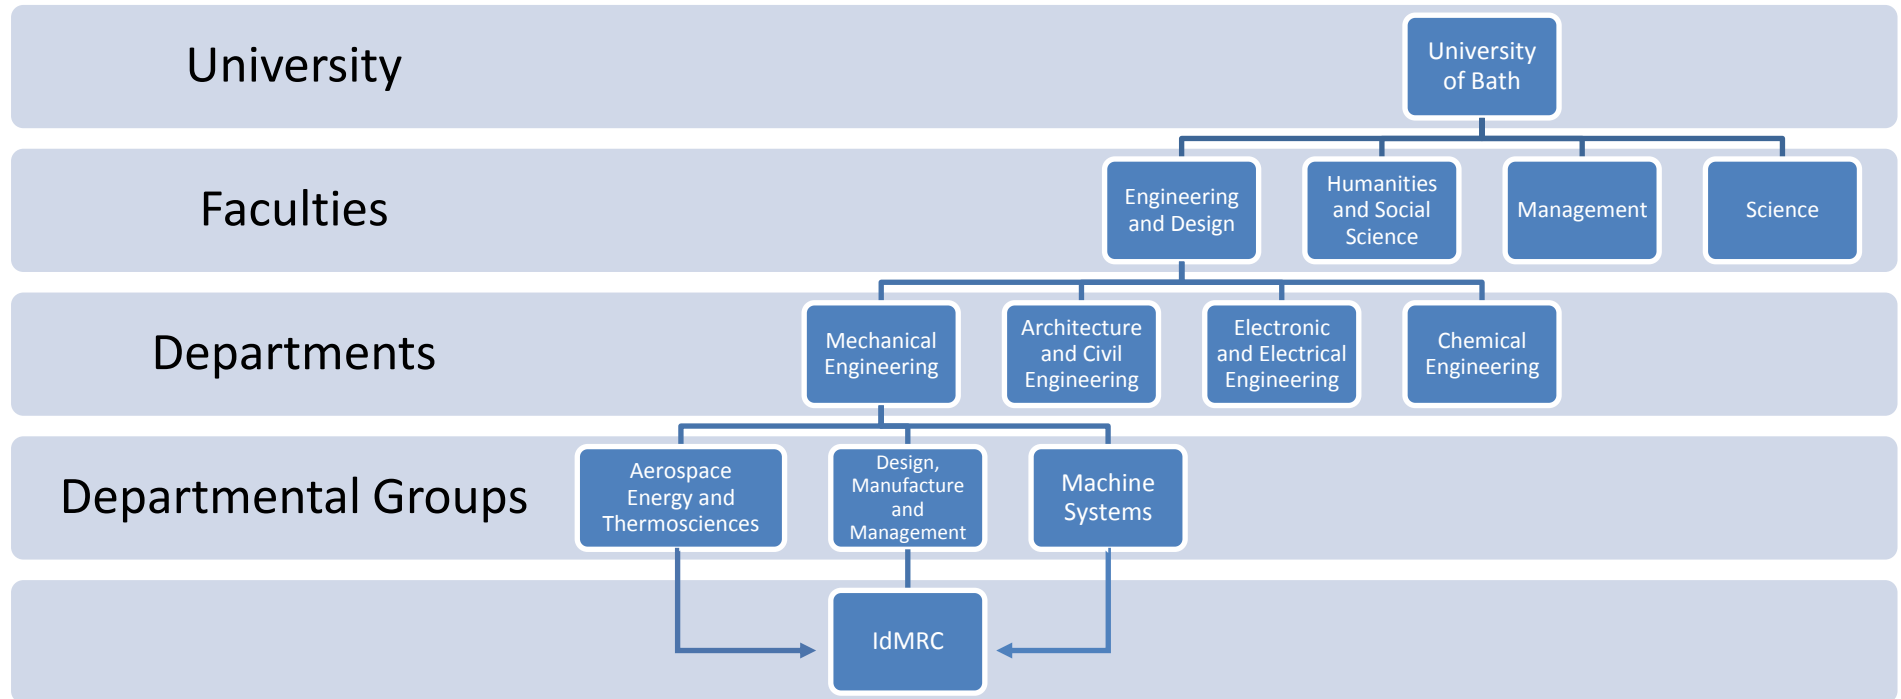 University
University
of Bath
Faculties
Engineering
and Design
Humanities
and Social
Science
Management
Science
Departments
Mechanical
Engineering
Architecture
and Civil
Engineering
Electronic
and Electrical
Engineering
Chemical
Engineering
Departmental Groups
Aerospace
Energy and
Thermosciences
Design,
Manufacture
and
Management
Machine
Systems
IdMRC